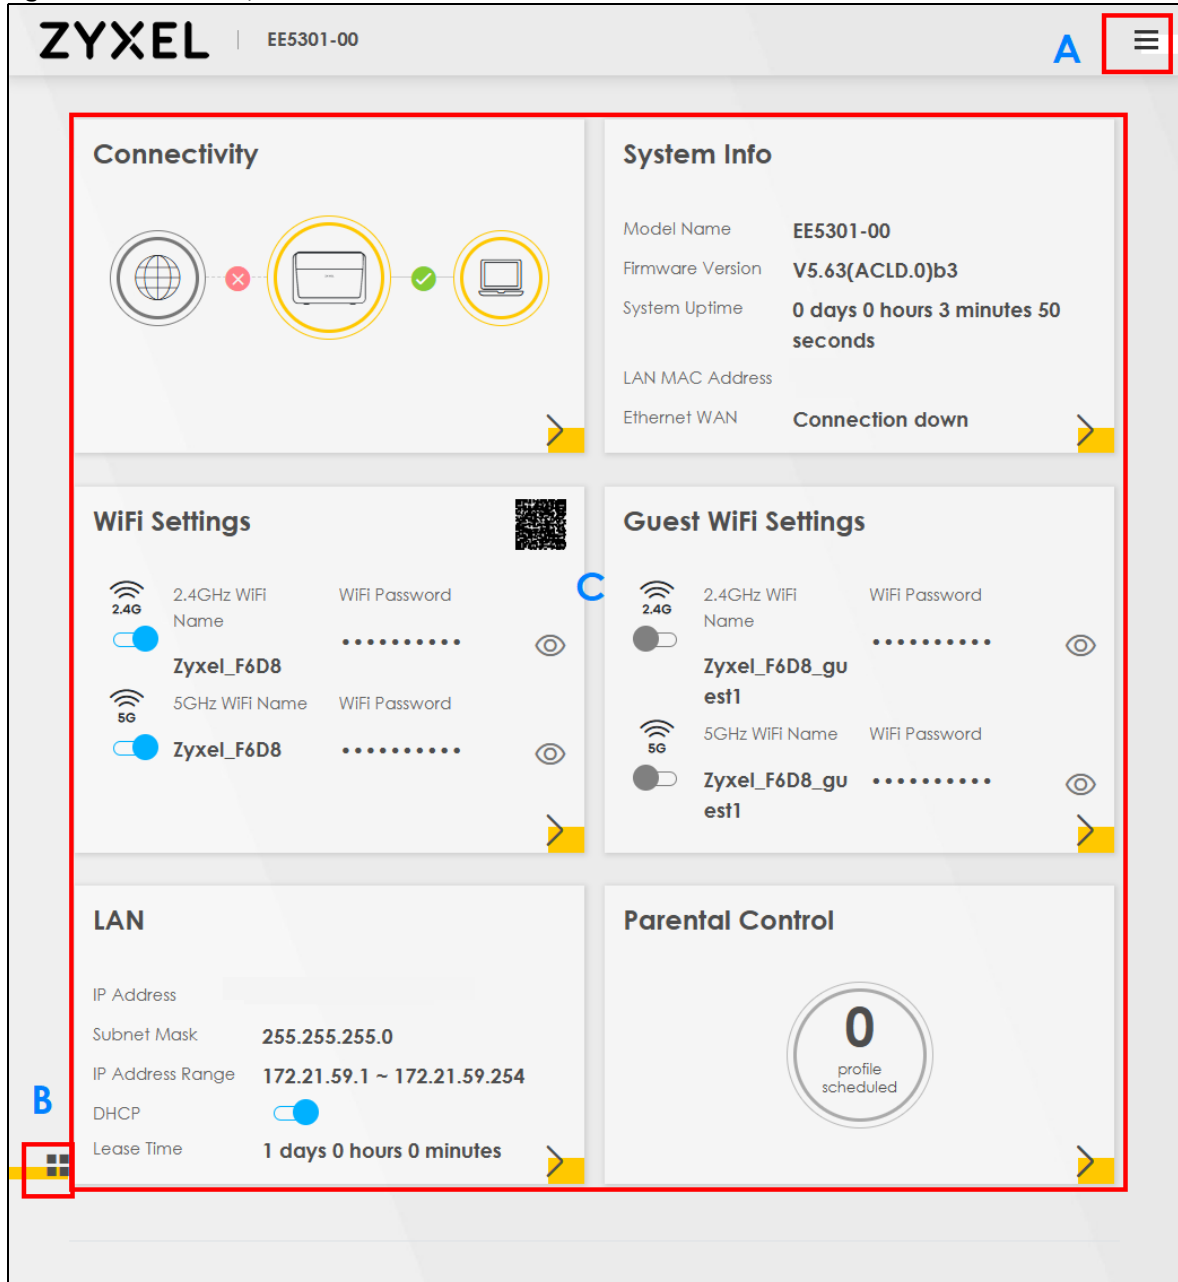 ZYXEL EE5301-00
A
Connectivity
System Info
Model Name EE5301-00
Firmware Version V5.63(ACLD.0)b3
System Uptime 0 days 0 hours 3 minutes 50
seconds
LAN MAC Address
Ethernet WAN Connection down
WiFi Settings
2.4G
2.4GHz WiFi
Name
WiFi Password
••••••••••
Zyxel_F6D8
5G
5GHz WiFi Name WiFi Password
Zyxel_F6D8 ••••••••••
C
Guest WiFi Settings
2.4G
2.4GHz WiFi
Name
WiFi Password
••••••••••
Zyxel_F6D8_gu
est1
5G
5GHz WiFi Name WiFi Password
Zyxel_F6D8_gu
est1
••••••••••
LAN
IP Address
Subnet Mask 255.255.255.0
IP Address Range 172.21.59.1 ~ 172.21.59.254
DHCP
Lease Time 1 days 0 hours 0 minutes
B
Parental Control
0
profile
scheduled